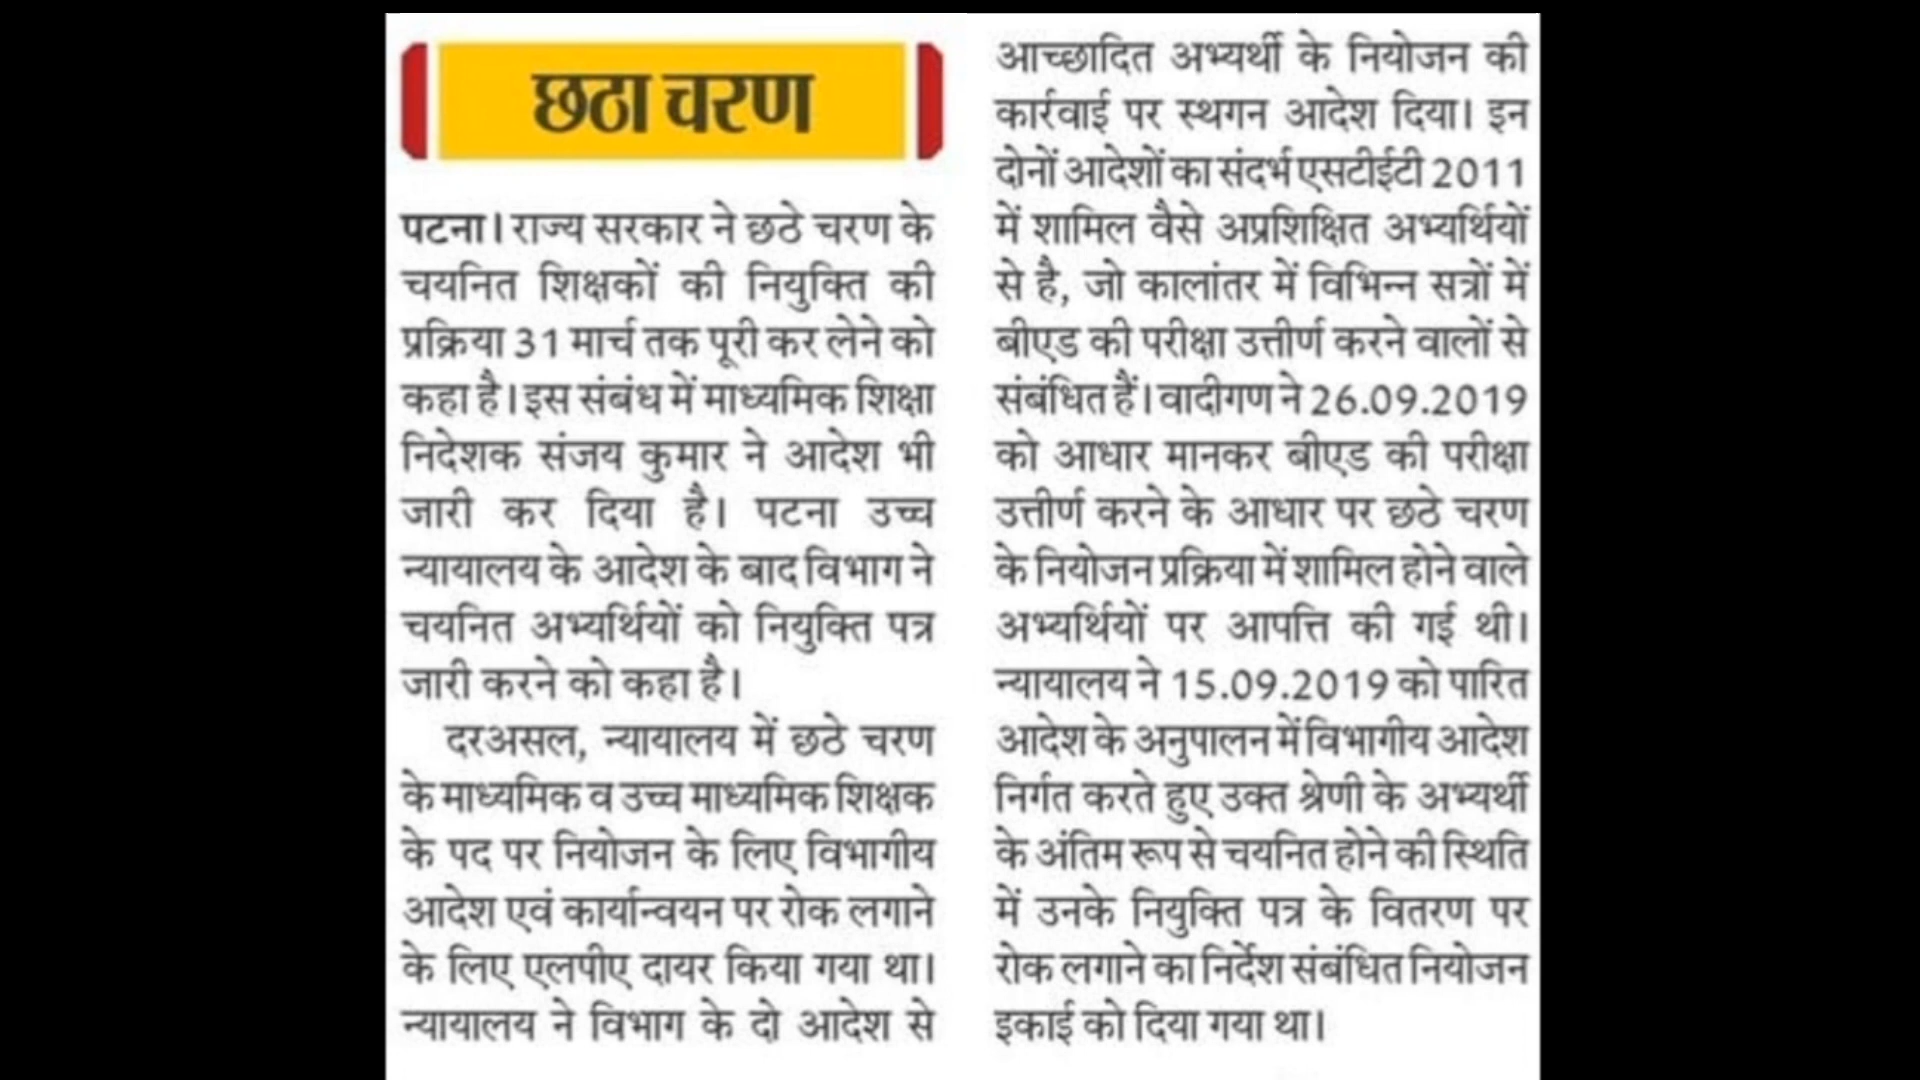 छठा चरण
पटना। राज्य सरकार ने छठे चरण के
चयनित शिक्षकों की नियुक्ति की
प्रक्रिया 31 मार्च तक पूरी कर लेने को
कहा है। इस संबंध में माध्यमिक शिक्षा
निदेशक संजय कुमार ने आदेश भी
जारी कर दिया है। पटना उच्च
न्यायालय के आदेश के बाद विभाग ने
चयनित अभ्यर्थियों को नियुक्ति पत्र
जारी करने को कहा है।
दरअसल, न्यायालय में छठे चरण
के माध्यमिक व उच्च माध्यमिक शिक्षक
के पद पर नियोजन के लिए विभागीय
आदेश एवं कार्यान्वयन पर रोक लगाने
के लिए एलपीए दायर किया गया था।
न्यायालय ने विभाग के दो आदेश से
आच्छादित अभ्यर्थी के नियोजन की
कार्रवाई पर स्थगन आदेश दिया। इन
दोनों आदेशों का संदर्भ एसटीईटी 2011
में शामिल वैसे अप्रशिक्षित अभ्यर्थियों
से है, जो कालांतर में विभिन्न सत्रों में
बीएड की परीक्षा उत्तीर्ण करने वालों से
संबंधित हैं। वादीगण ने 26.09.2019
को आधार मानकर बीएड की परीक्षा
उत्तीर्ण करने के आधार पर छठे चरण
के नियोजन प्रक्रिया में शामिल होने वाले
अभ्यर्थियों पर आपत्ति की गई थी।
न्यायालय ने 15.09.2019 को पारित
आदेश के अनुपालन में विभागीय आदेश
निर्गत करते हुए उक्त श्रेणी के अभ्यर्थी
के अंतिम रूप से चयनित होने की स्थिति
में उनके नियुक्ति पत्र के वितरण पर
रोक लगाने का निर्देश संबंधित नियोजन
इकाई को दिया गया था।